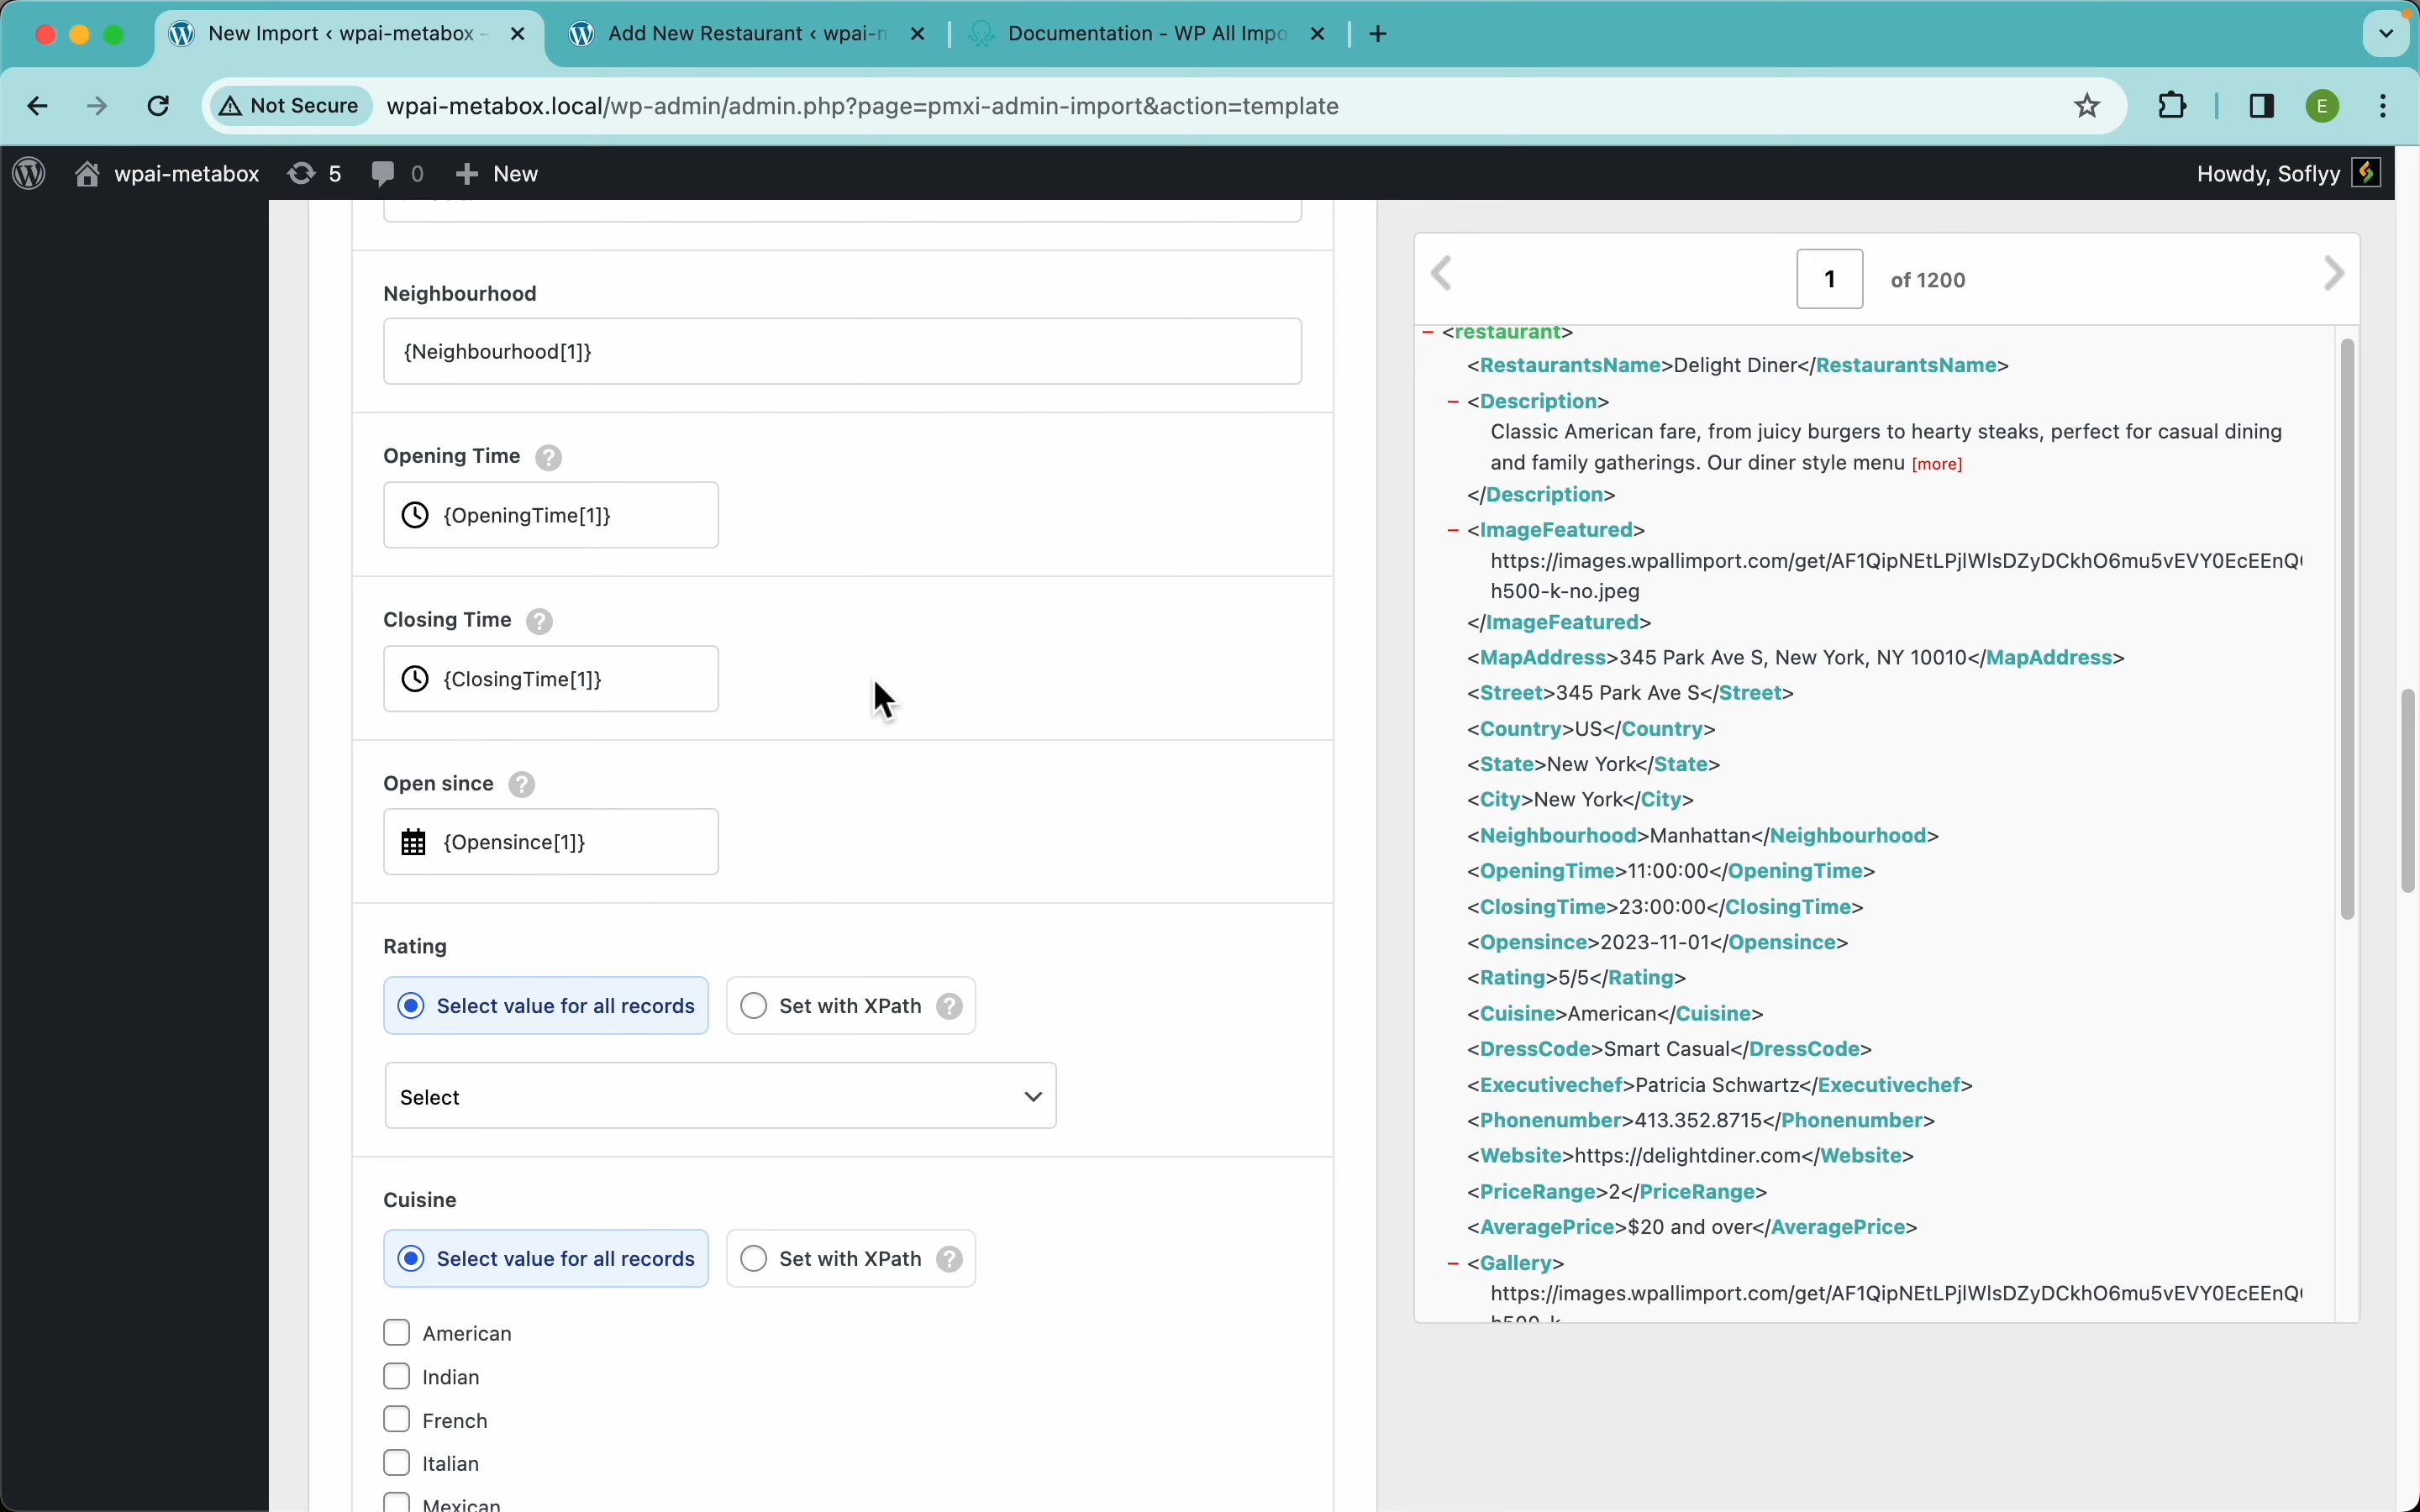 New Import ‹ wpai-metabox -
Add New Restaurant ‹ wpai-m
Documentation - WP All Impo
Not Secure
wpai-metabox.local/wp-admin/admin.php?page=pmxi-admin-import&action=template
E
wpai-metabox
5
0
New
Howdy, Soflyy
Neighbourhood
{Neighbourhood[1]}
Opening Time ?
{OpeningTime[1]}
Closing Time ?
{ClosingTime[1]}
Open since ?
{Opensince[1]}
Rating
Select value for all records
Set with XPath ?
Select
Cuisine
Select value for all records
Set with XPath ?
American
Indian
French
Italian
Mexican
1 of 1200
<restaurant>
<RestaurantsName>Delight Diner</RestaurantsName>
<Description>
Classic American fare, from juicy burgers to hearty steaks, perfect for casual dining
and family gatherings. Our diner style menu [more]
</Description>
<ImageFeatured>
https://images.wpallimport.com/get/AF1QipNEtLPjlWlsDZyDCkhO6mu5vEVY0EcEEnQ
h500-k-no.jpeg
</ImageFeatured>
<MapAddress>345 Park Ave S, New York, NY 10010</MapAddress>
<Street>345 Park Ave S</Street>
<Country>US</Country>
<State>New York</State>
<City>New York</City>
<Neighbourhood>Manhattan</Neighbourhood>
<OpeningTime>11:00:00</OpeningTime>
<ClosingTime>23:00:00</ClosingTime>
<Opensince>2023-11-01</Opensince>
<Rating>5/5</Rating>
<Cuisine>American</Cuisine>
<DressCode>Smart Casual</DressCode>
<Executivechef>Patricia Schwartz</Executivechef>
<Phonenumber>413.352.8715</Phonenumber>
<Website>https://delightdiner.com</Website>
<PriceRange>2</PriceRange>
<AveragePrice>$20 and over</AveragePrice>
<Gallery>
https://images.wpallimport.com/get/AF1QipNEtLPjlWlsDZyDCkhO6mu5vEVY0EcEEnQ
h500-k